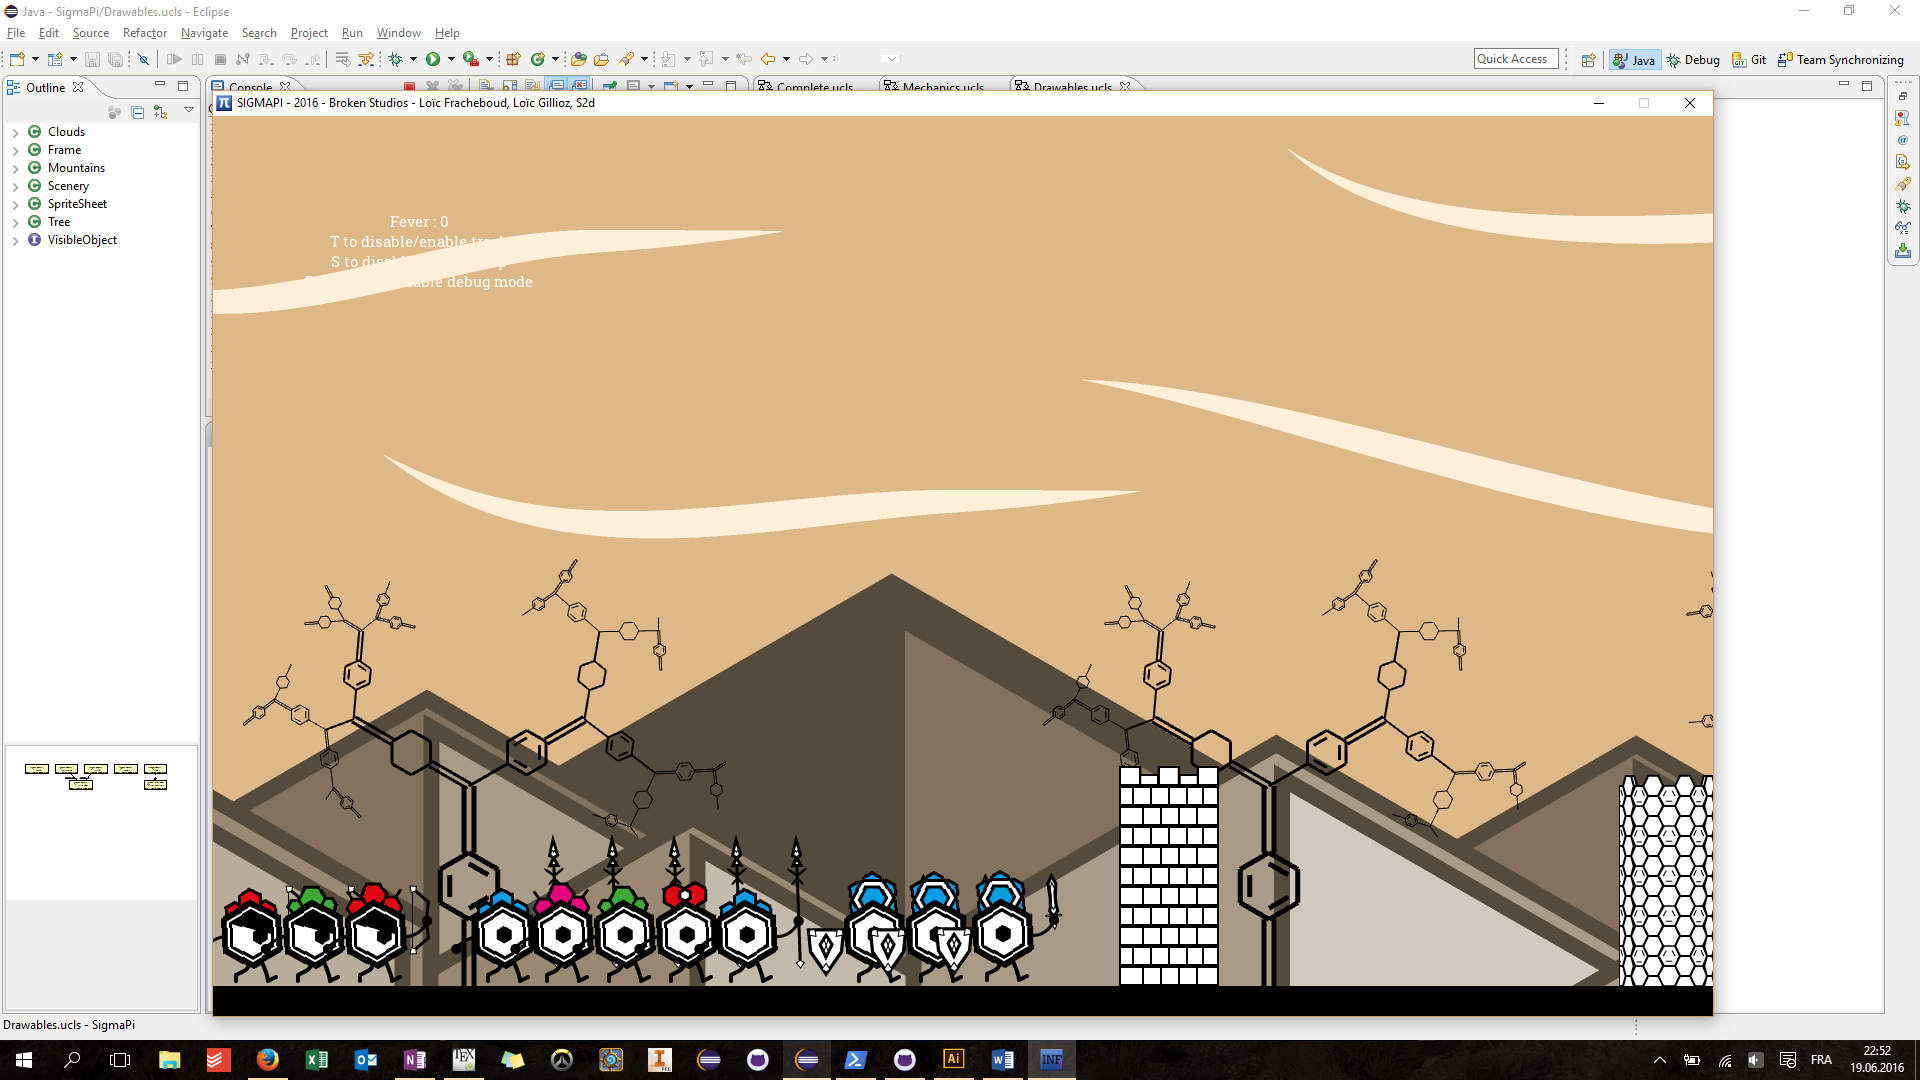 Java - SigmaPi/Drawables.ucls - Eclipse
File Edit Source Refactor Navigate Search Project Run Window Help
Quick Access Java Debug Git Team Synchronizing
Outline
Console
Complete.ucls
Mechanics.ucls
Drawables.ucls
SIGMAPI - 2016 - Broken Studios - Loïc Fracheboud, Loïc Gillioz, S2d
Clouds
Frame
Mountains
Scenery
SpriteSheet
Tree
VisibleObject
Fever : 0
T to disable/enable
S to
debug mode
Drawables.ucls - SigmaPi
FRA
22:52
19.06.2016